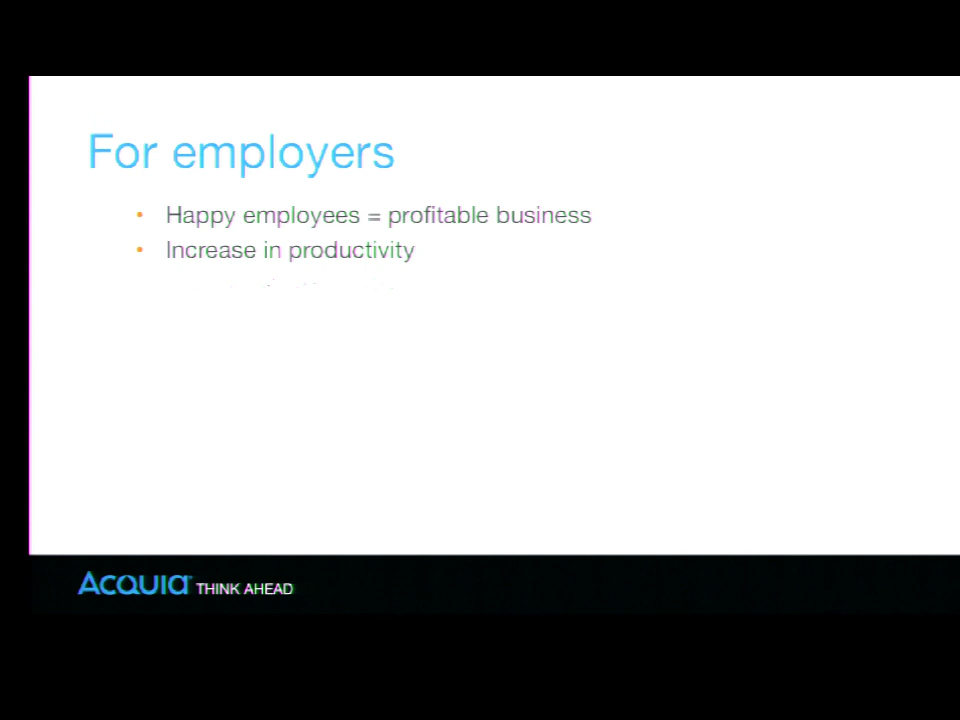 For employers
• Happy employees = profitable business
• Increase in productivity
ACQUIA THINK AHEAD